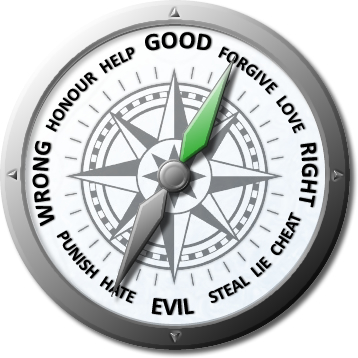 GOOD
FORGIVE
LOVE
RIGHT
CHEAT
LIE
STEAL
EVIL
HATE
PUNISH
WRONG
HONOUR
HELP